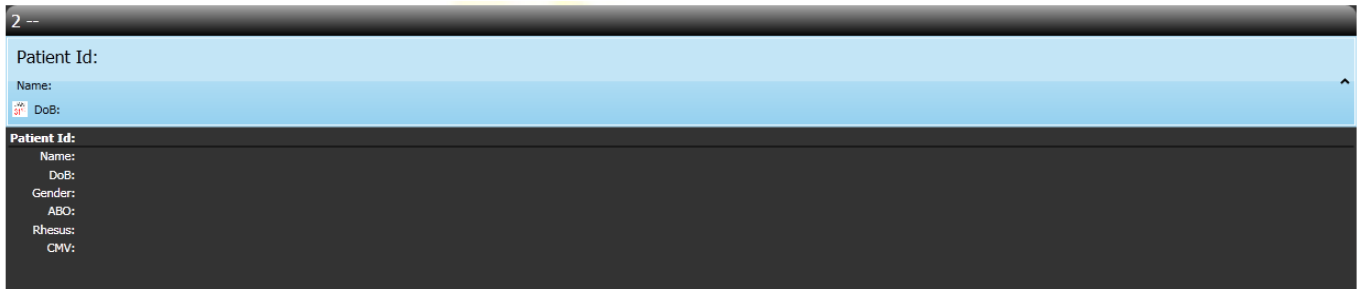 2 --
Patient Id:
Name:
DoB:
Patient Id:
Name:
DoB:
Gender:
ABO:
Rhesus:
CMV: